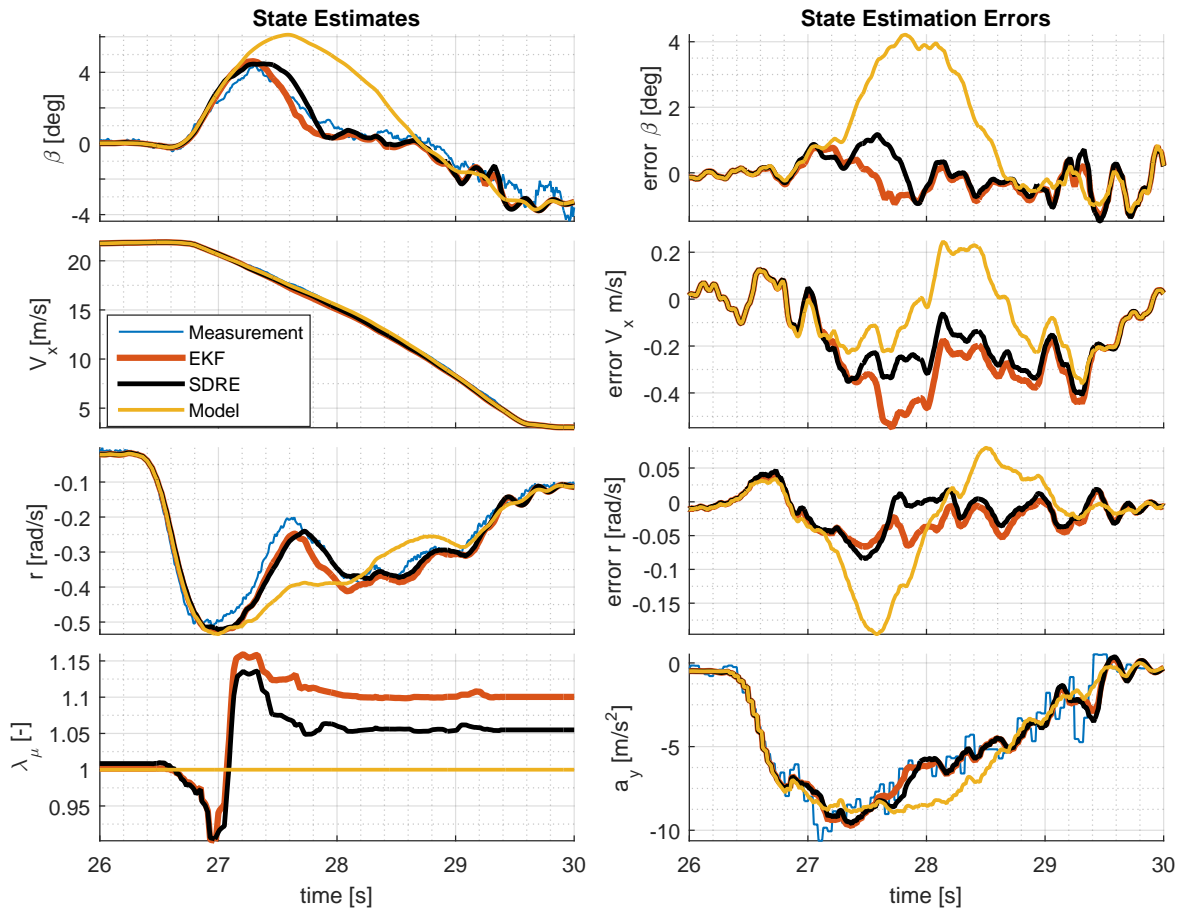 State Estimates
4
0
-4
β [deg]
20
15
10
5
V_x[m/s]
Measurement
EKF
SDRE
Model
-0.1
-0.2
-0.3
-0.4
-0.5
r [rad/s]
1.15
1.1
1.05
1
0.95
λ_μ [-]
26
27
28
29
30
time [s]
State Estimation Errors
4
2
0
error β [deg]
0.2
0
-0.2
-0.4
error V_x m/s]
0.05
0
-0.05
-0.1
-0.15
error r [rad/s]
0
-5
-10
a_y [m/s²]
26
27
28
29
30
time [s]